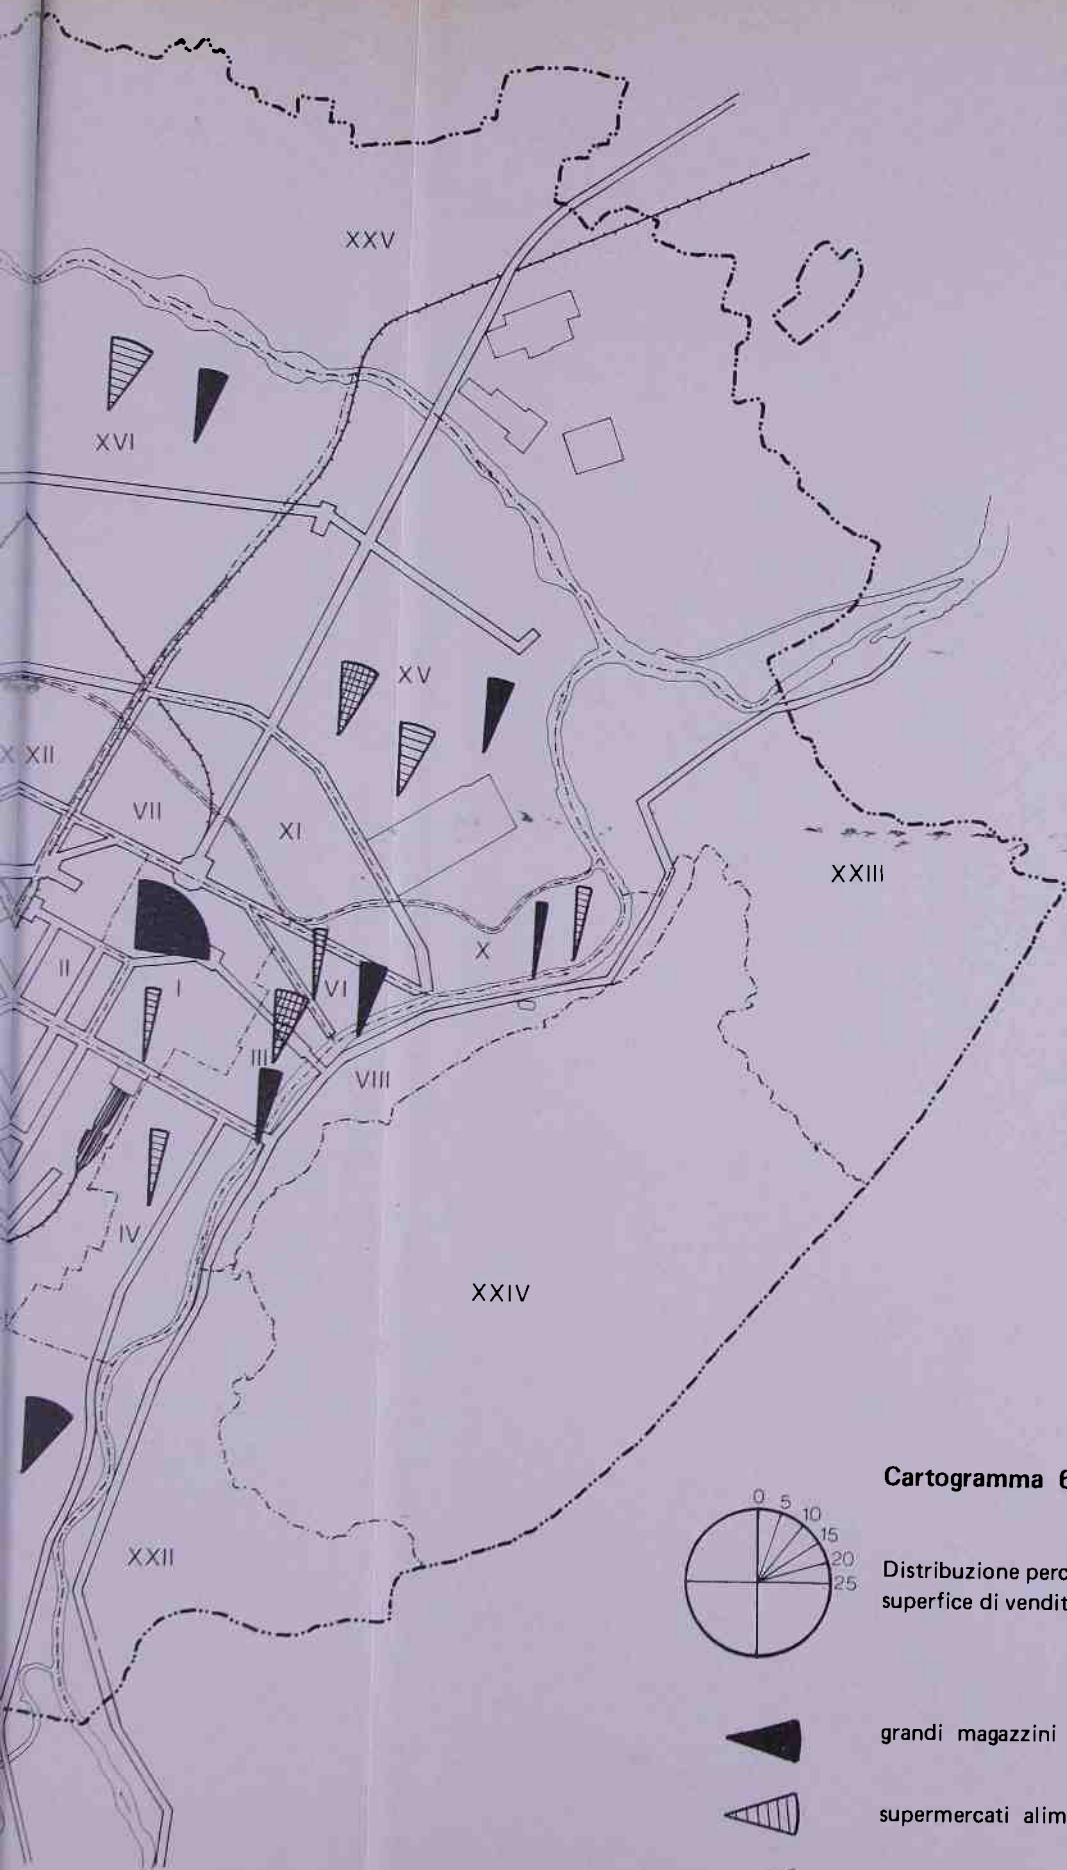 XXV
XVI
XV
XII
VII
XI
XXIII
X
II
I
VI
III
VIII
IV
XXIV
XXII
Cartogramma 6
0 5 10 15 20 25
Distribuzione perc
superfice di vendit
grandi magazzini
supermercati alim